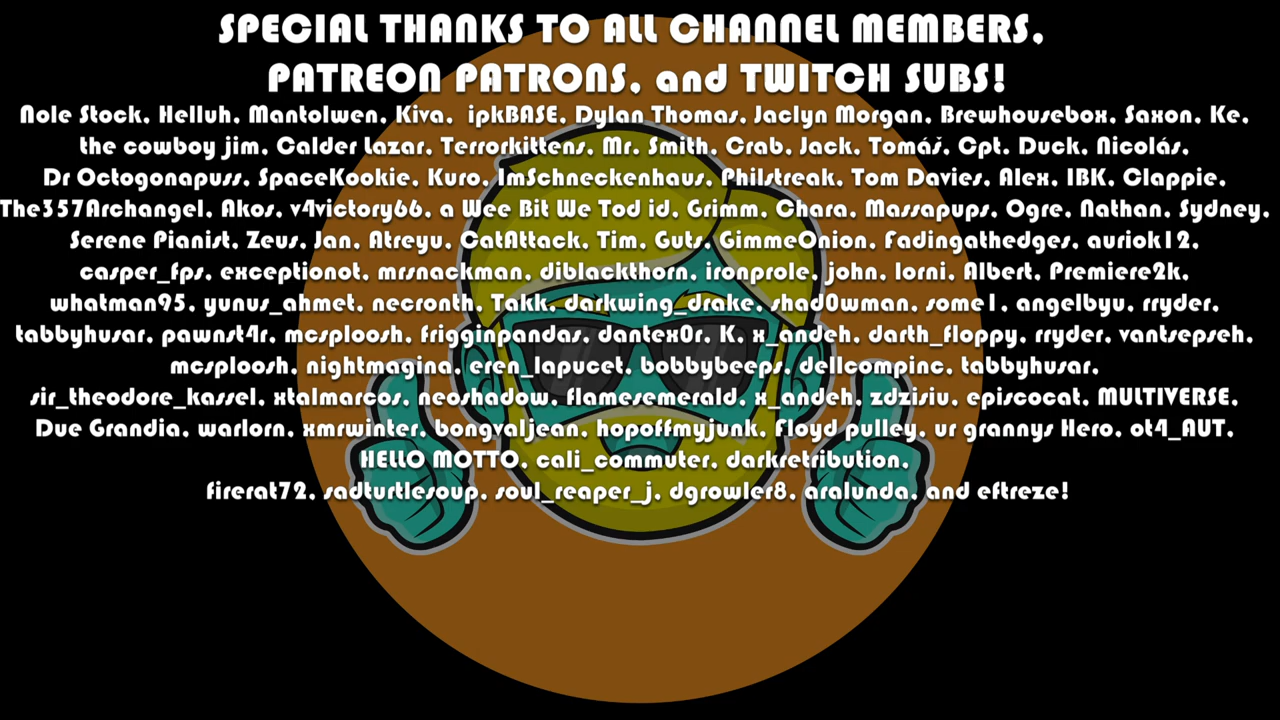 SPECIAL THANKS TO ALL CHANNEL MEMBERS,
PATREON PATRONS, and TWITCH SUBS!
Nole Stock, Helluh, Mantolwen, Kiva, ipkBASE, Dylan Thomas, Jaclyn Morgan, Brewhousebox, Saxon, Ke,
the cowboy jim, Calder Lazar, Terrorkittens, Mr. Smith, Crab, Jack, Tomáš, Cpt. Duck, Nicolás,
Dr Octogonapuss, SpaceKookie, Kuro, ImSchneckenhaus, Philstreak, Tom Davies, Alex, IBK, Clappie,
The357Archangel, Akos, v4victory66, a Wee Bit We Tod id, Grimm, Chara, Massapups, Ogre, Nathan, Sydney,
Serene Pianist, Zeus, Jan, Atreyu, CatAttack, Tim, Guts, GimmeOnion, Fadingathedges, auriok12,
casper_fps, exceptionot, mrsnackman, diblackthorn, ironprole, john, lorni, Albert, Premiere2k,
whatman95, yunus_ahmet, necronth, Takk, darkwing_drake, shad0wman, some1, angelbyu, rryder,
tabbyhusar, pawnst4r, mcsploosh, frigginpandas, dantex0r, K, x_andeh, darth_floppy, rryder, vantsepseh,
mcsploosh, nightmagina, eren_lapucet, bobbybeeps, dellcompinc, tabbyhusar,
sir_theodore_kassel, xtalmarcos, neoshadow, flamesemerald, x_andeh, zdzisiu, episcocat, MULTIVERSE,
Due Grandia, warlorn, xmrwinter, bongvaljean, hopoffmyjunk, Floyd pulley, ur grannys Hero, ot4_AUT,
HELLO MOTTO, cali_commuter, darkretribution,
firerat72, sadturtlesoup, soul_reaper_j, dgrowler8, aralunda, and eftreze!